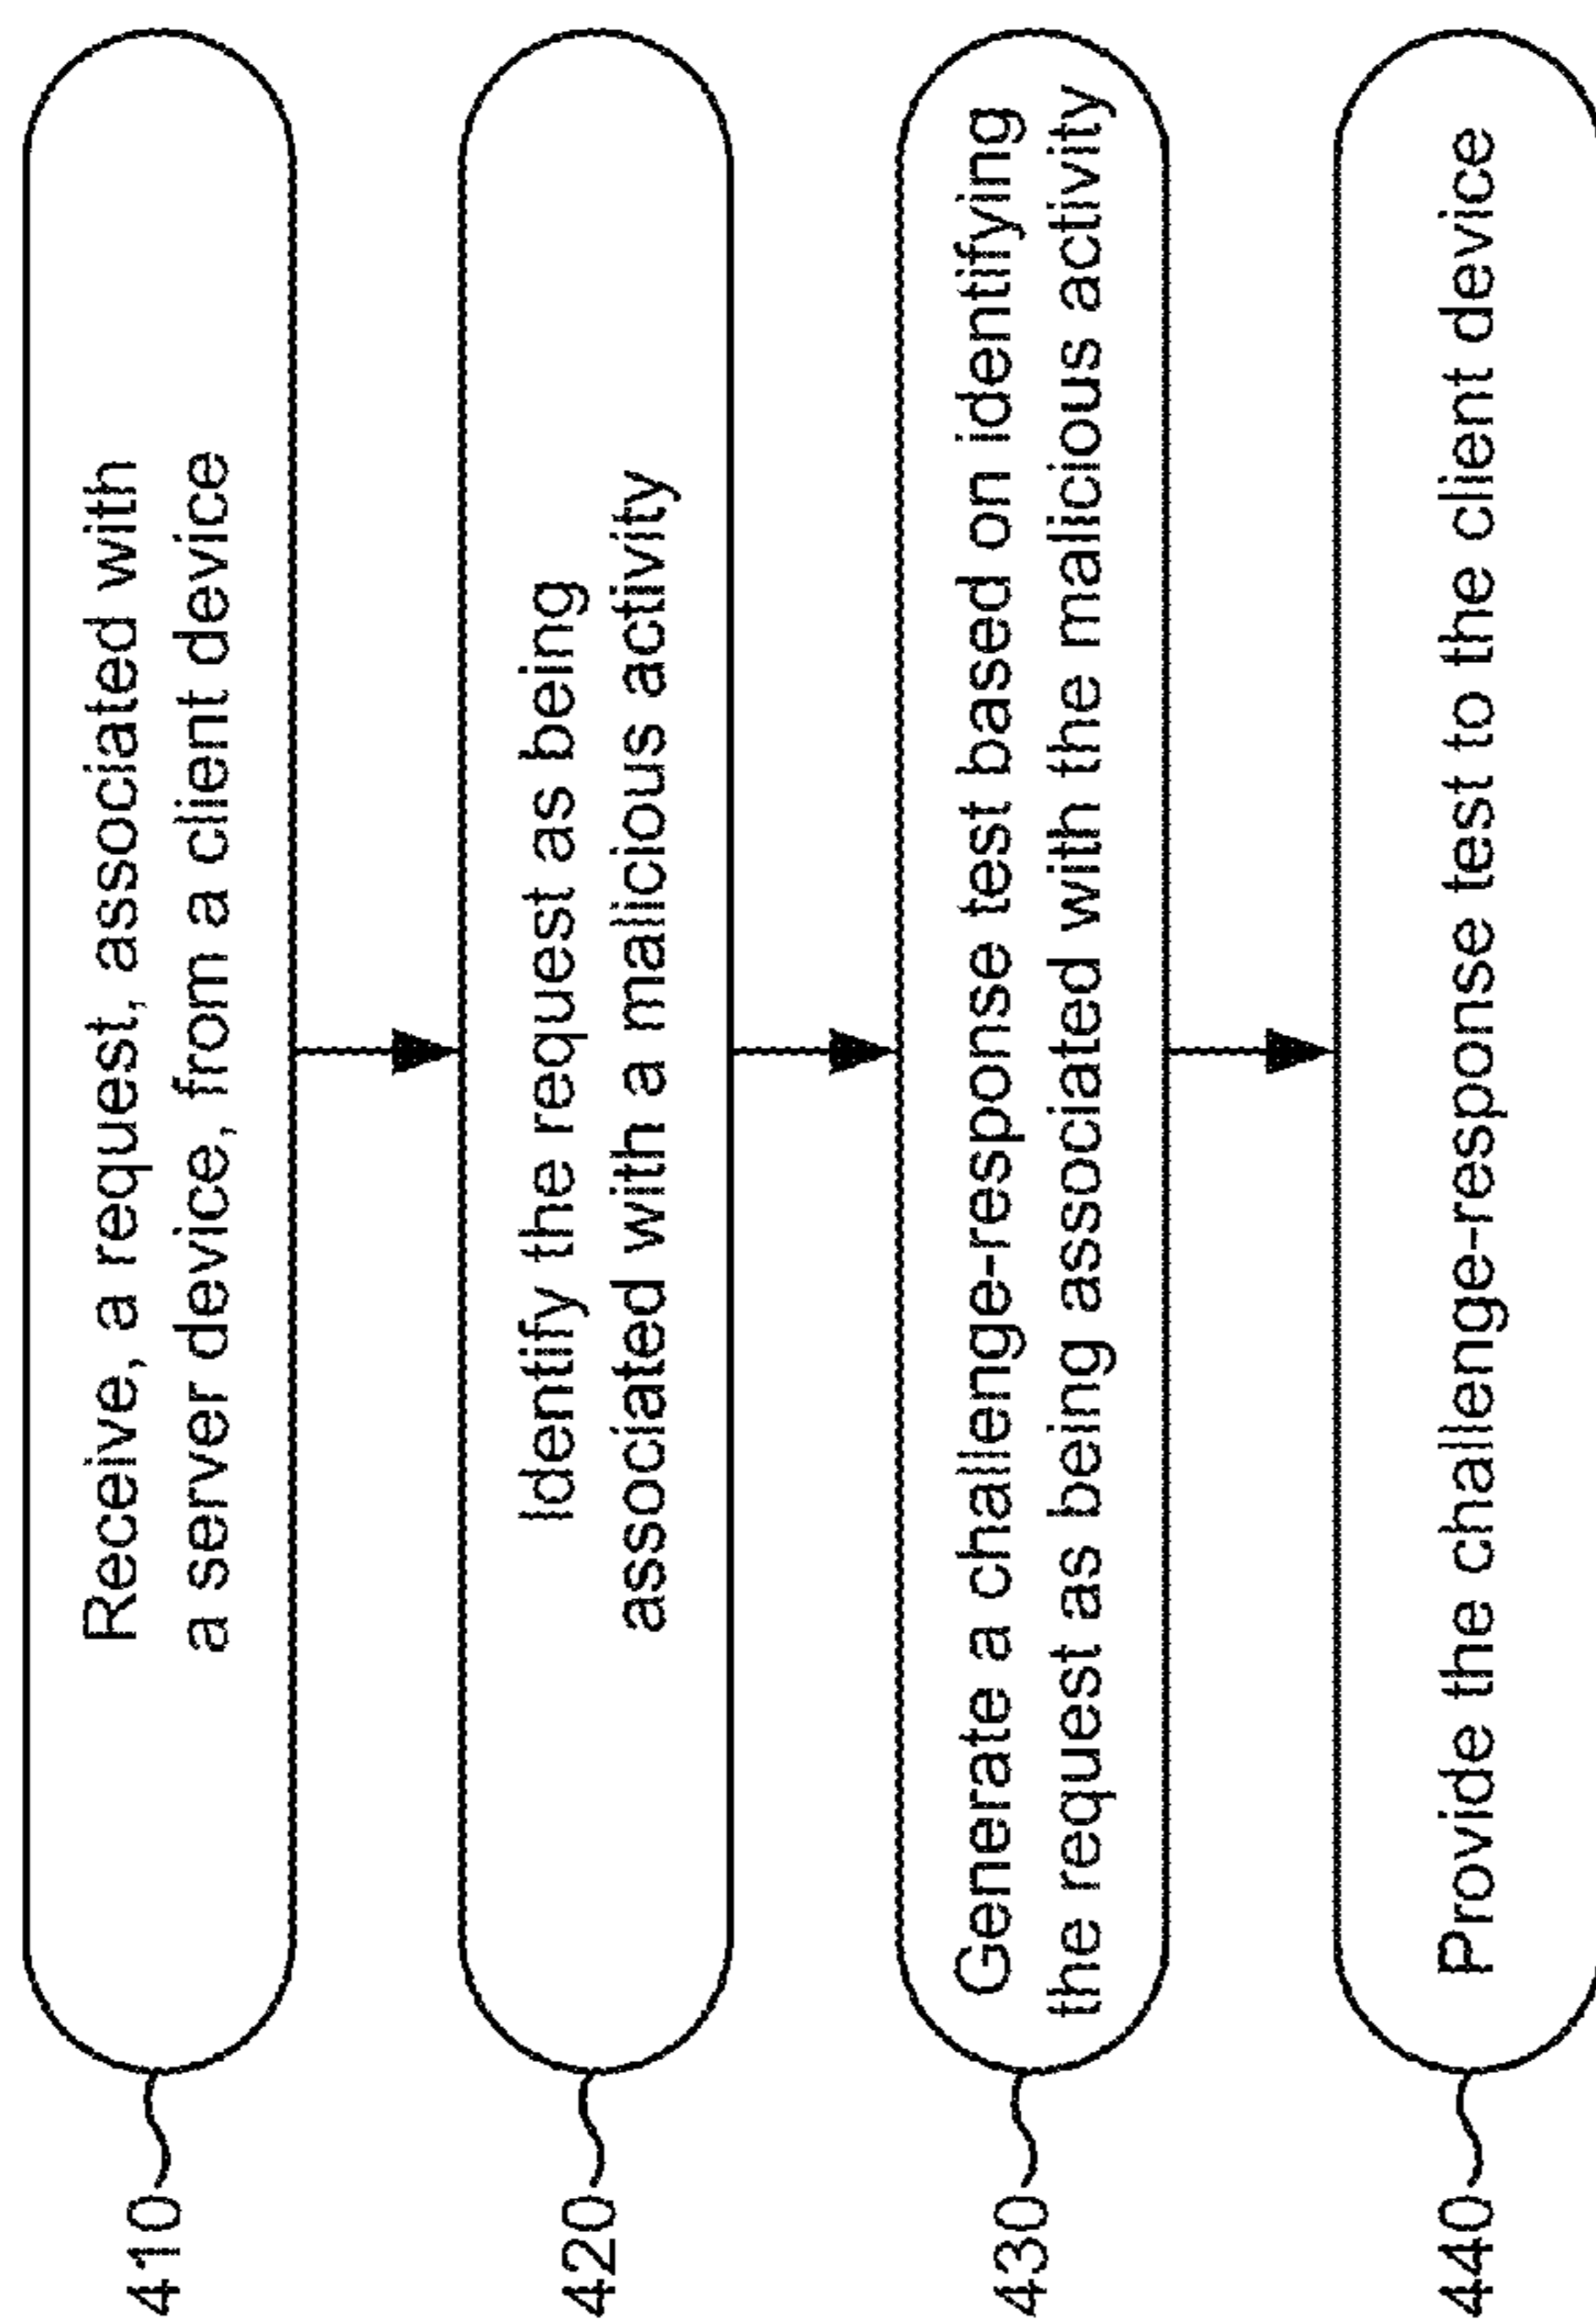 410
Receive, a request, associated with
a server device, from a client device
420
Identify the request as being
associated with a malicious activity
430
Generate a challenge-response test based on identifying
the request as being associated with the malicious activity
440
Provide the challenge-response test to the client device